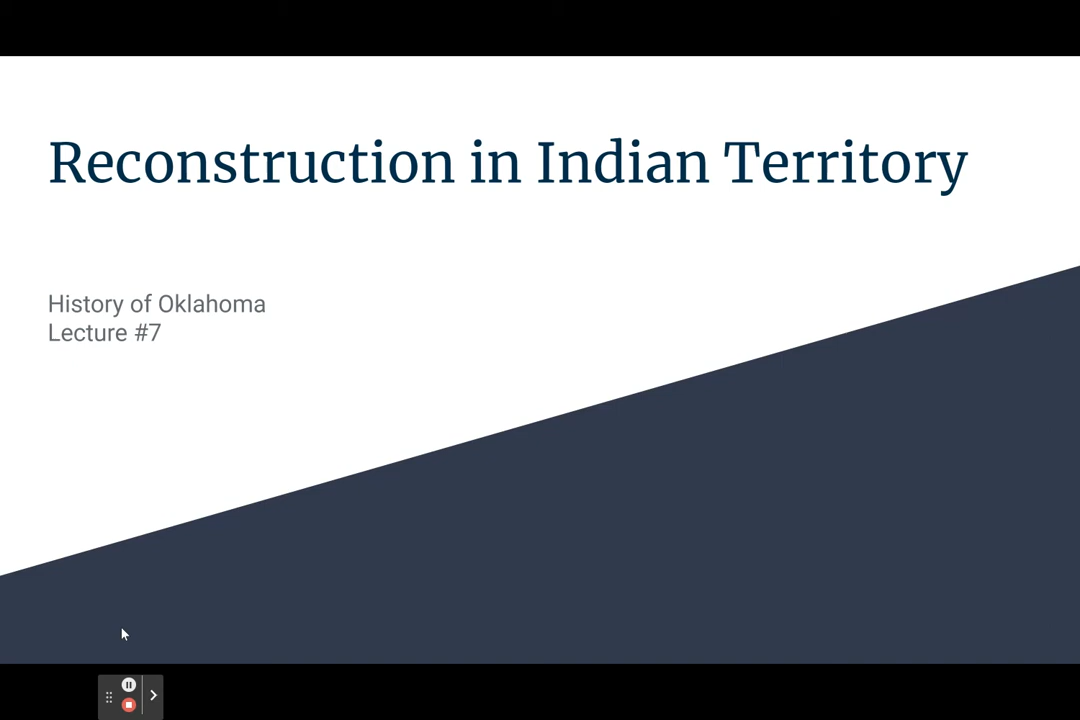 Reconstruction in Indian Territory
History of Oklahoma
Lecture #7